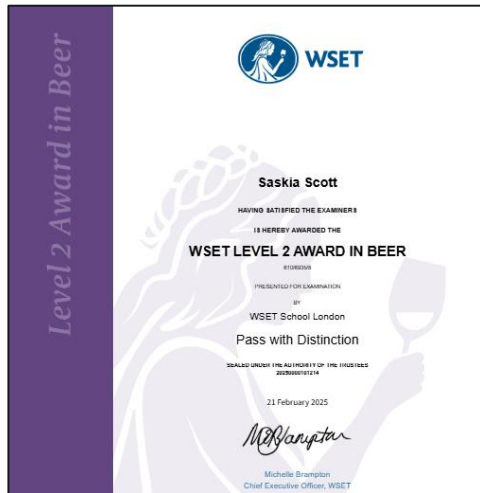 Level 2 Award in Beer
WSET
Saskia Scott
HAVING SATISFIED THE EXAMINERS
IS HEREBY AWARDED THE
WSET LEVEL 2 AWARD IN BEER
PRESENTED FOR EXAMINATION
BY
WSET School London
Pass with Distinction
SEALED UNDER THE AUTHORITY OF THE TRUSTEES
20250000101214
21 February 2025
Michelle Brampton
Chief Executive Officer, WSET